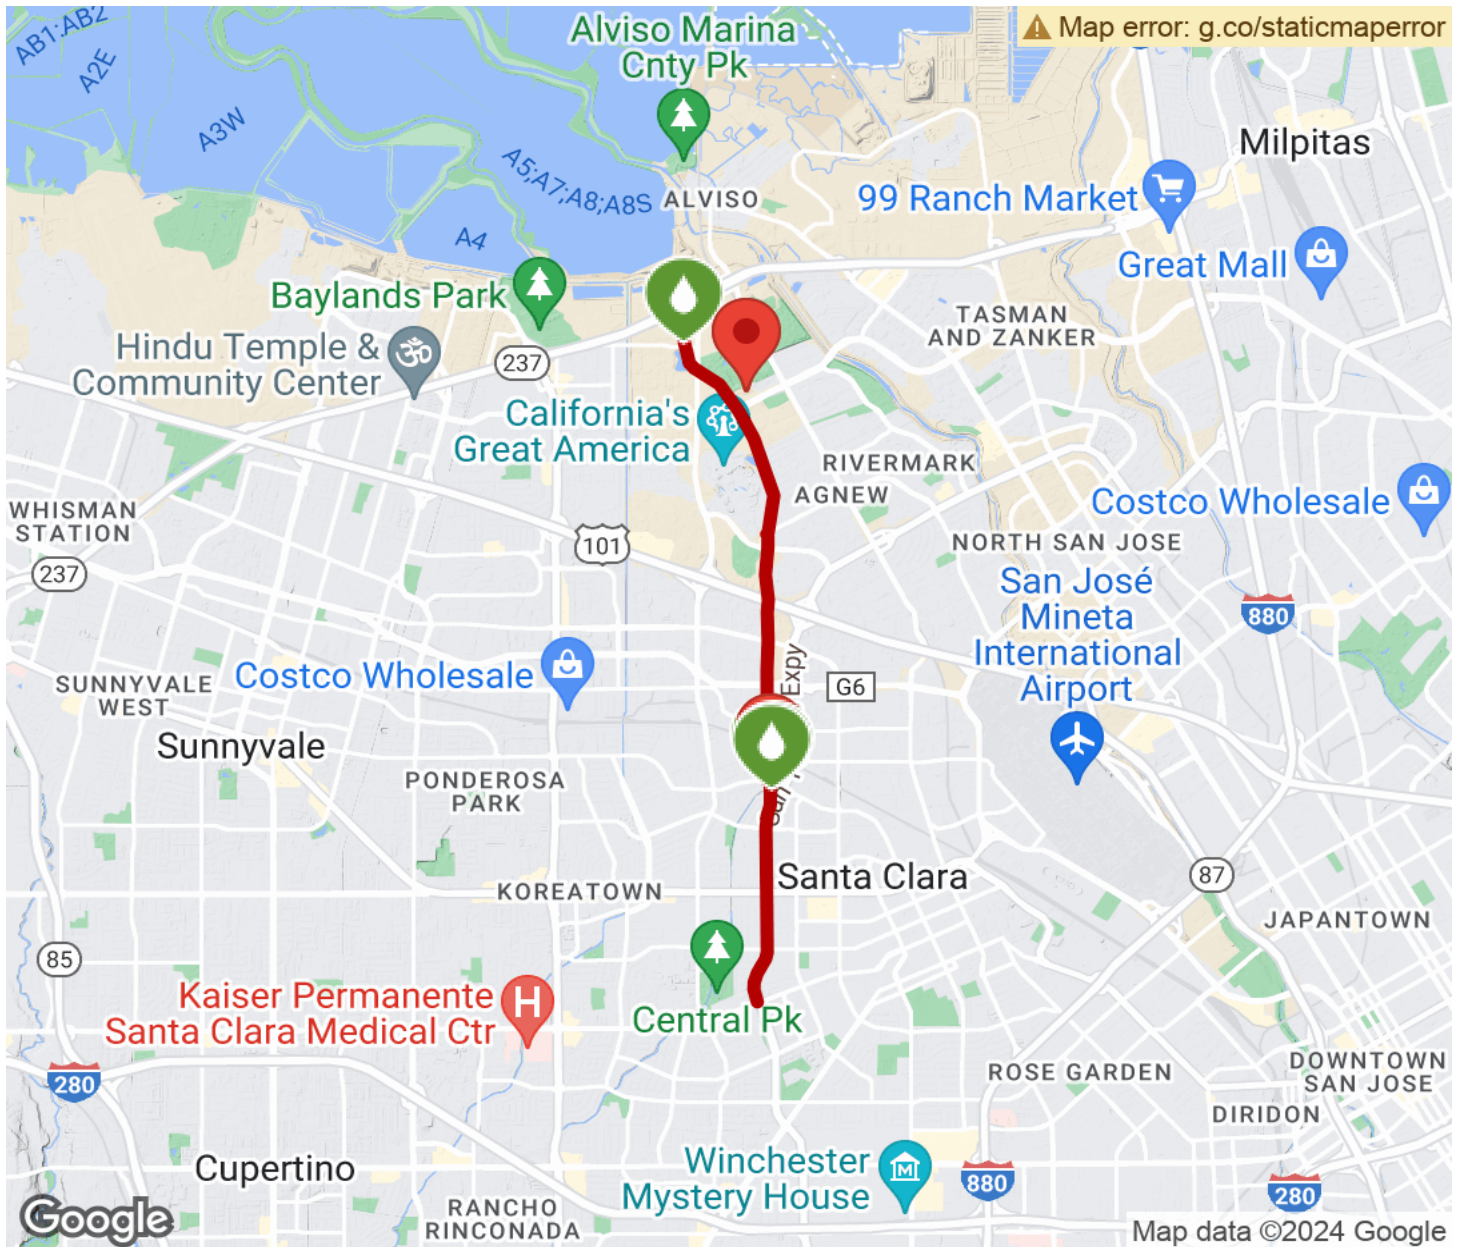 Map error: g.co/staticmaperror
AB1;AB2
A2E
A3W
Alviso Marina
Cnty Pk
Milpitas
A5;A7;A8;A8S
ALVISO
99 Ranch Market
A4
Great Mall
Baylands Park
TASMAN
AND ZANKER
Hindu Temple &
Community Center
237
California's
Great America
RIVERMARK
AGNEW
Costco Wholesale
WHISMAN
STATION
101
NORTH SAN JOSE
237
San José
Mineta
International
Airport
880
Expy
G6
Costco Wholesale
SUNNYVALE
WEST
Sunnyvale
PONDEROSA
PARK
San
Santa Clara
87
KOREATOWN
JAPANTOWN
85
Kaiser Permanente
Santa Clara Medical Ctr
H
Central Pk
280
ROSE GARDEN
DOWNTOWN
SAN JOSE
DIRIDON
Cupertino
Winchester
Mystery House
M
880
280
RANCHO
RINCONADA
Google
Map data ©2024 Google